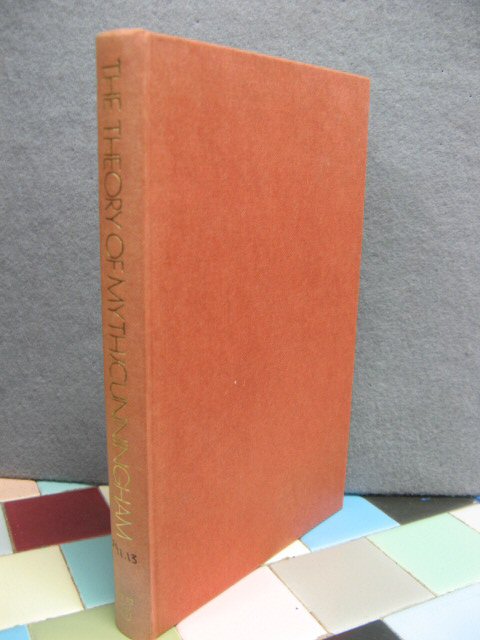 THE THEORY OF MYTH/CUNNINGHAM